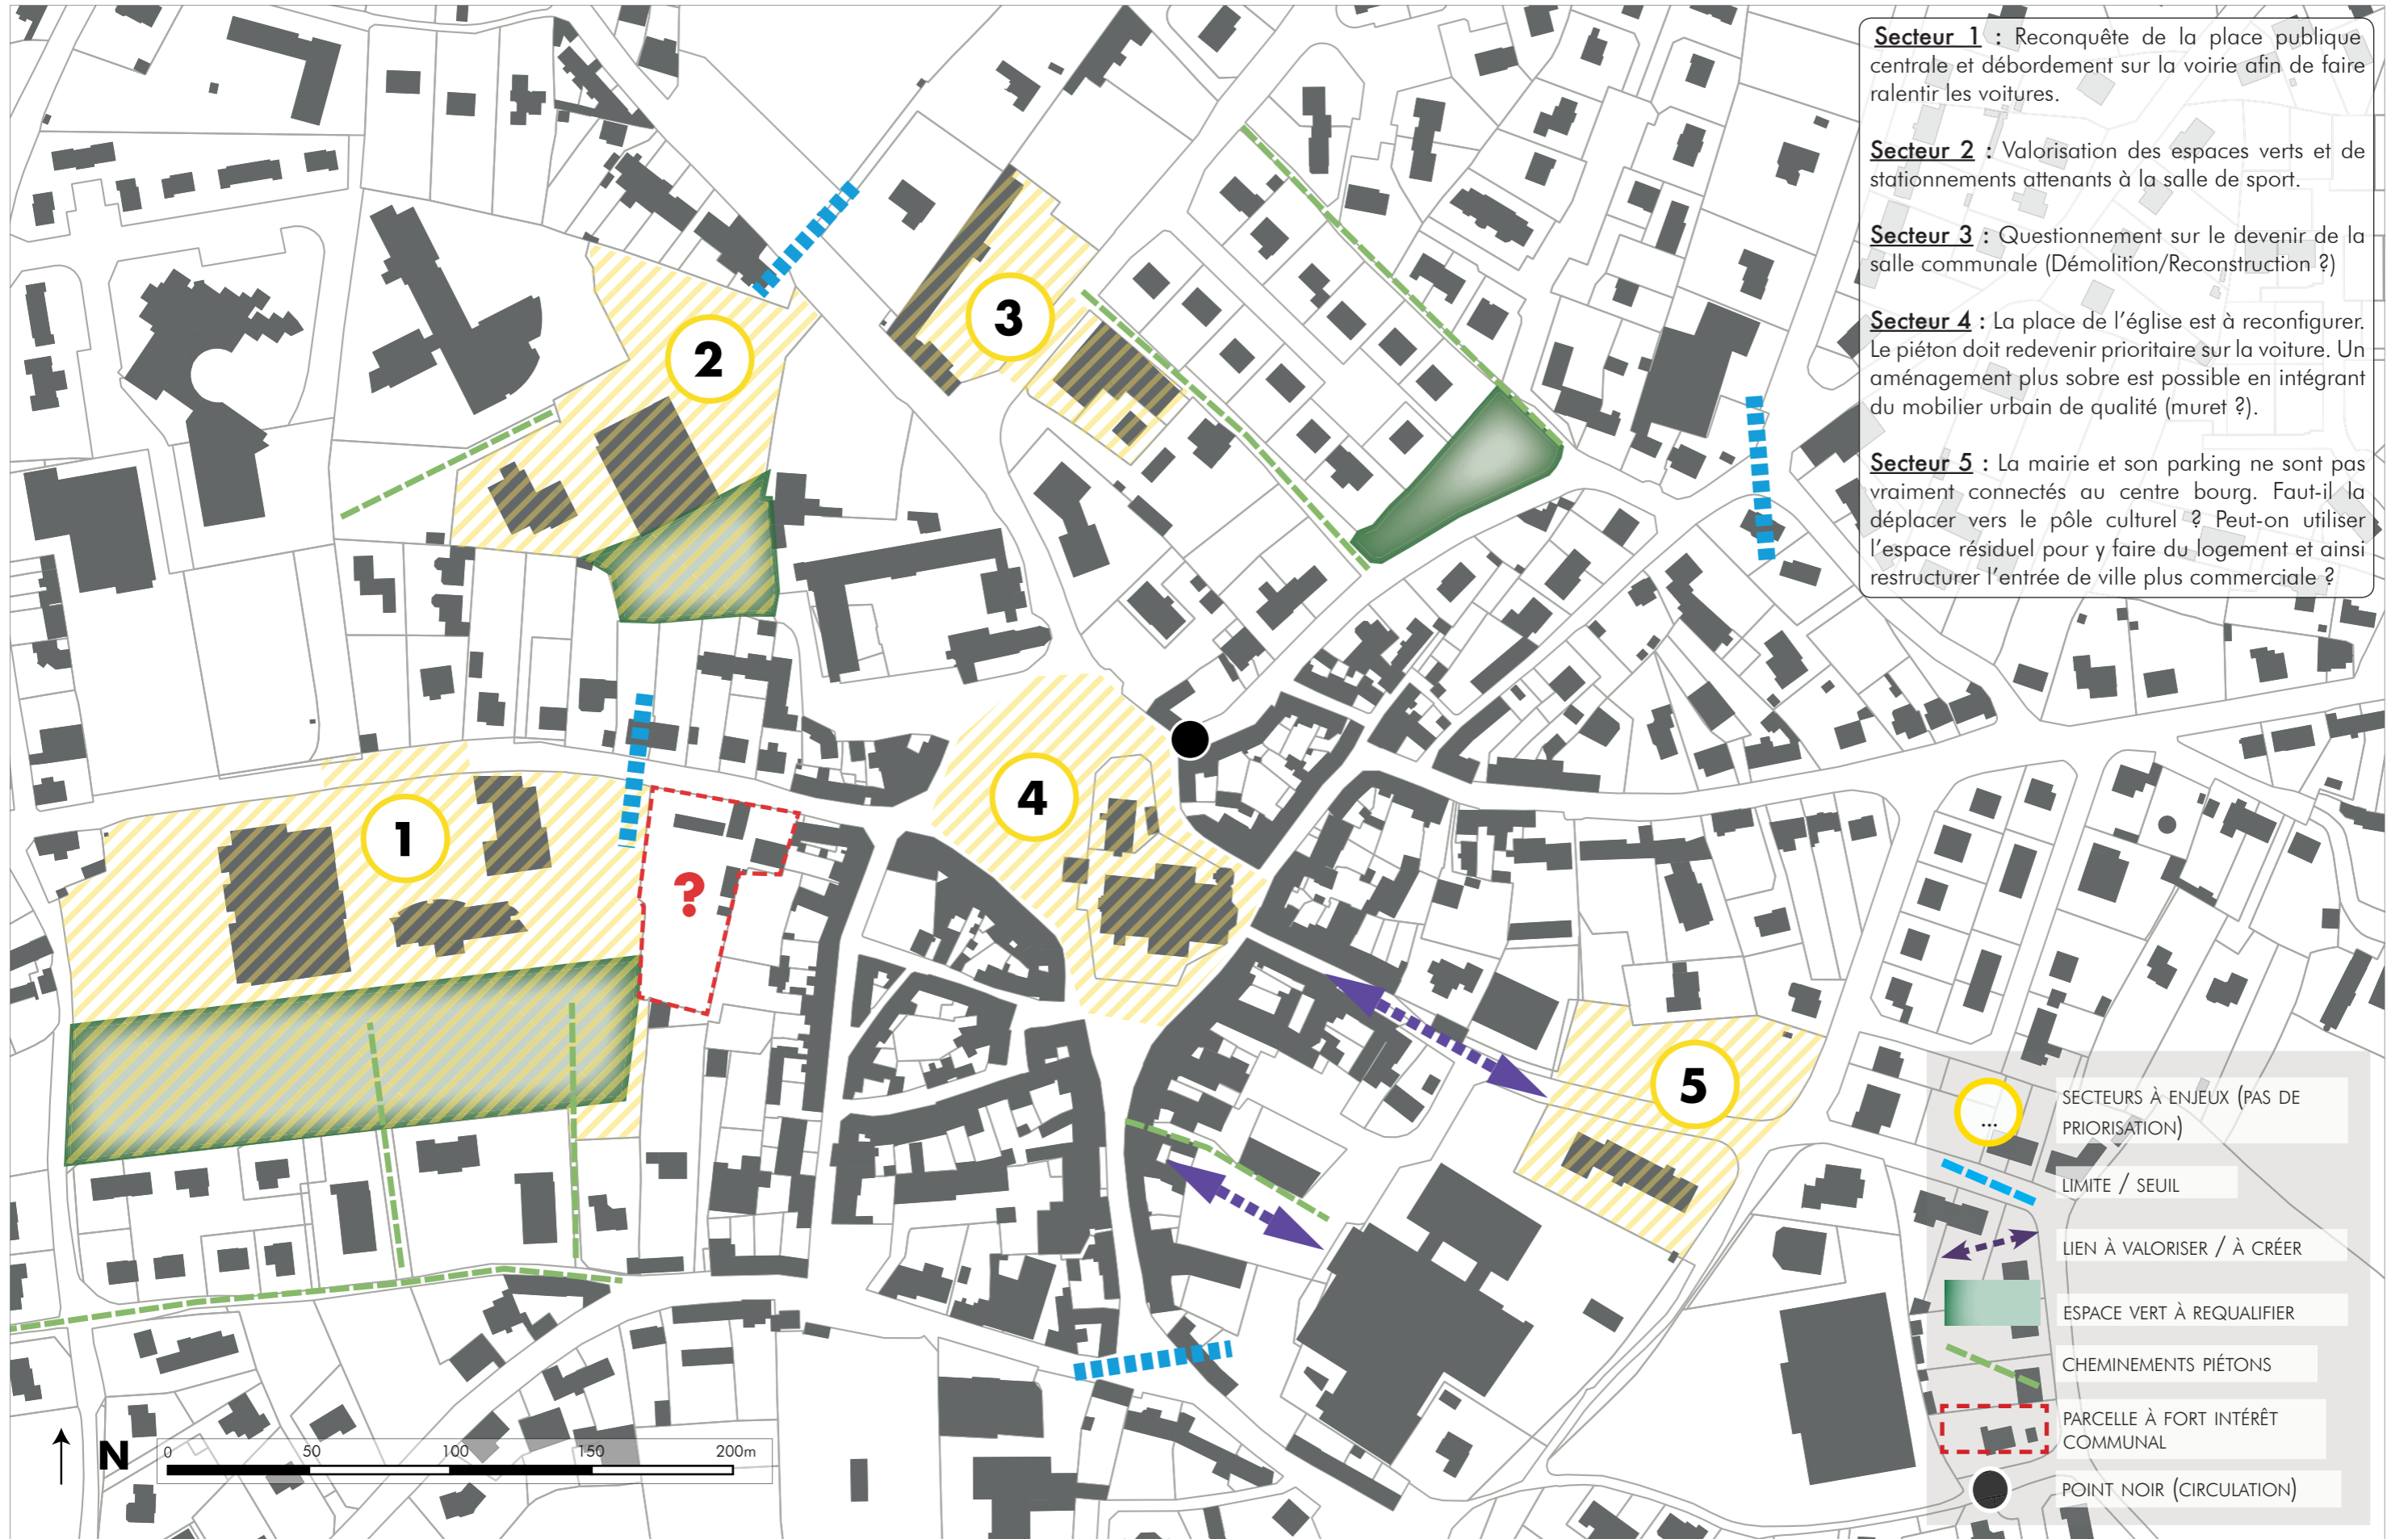 Secteur 1 : Reconquête de la place publique
centrale et débordement sur la voirie afin de faire
ralentir les voitures.
Secteur 2 : Valorisation des espaces verts et de
stationnements attenants à la salle de sport.
Secteur 3 : Questionnement sur le devenir de la
salle communale (Démolition/Reconstruction ?)
Secteur 4 : La place de l'église est à reconfigurer.
Le piéton doit redevenir prioritaire sur la voiture. Un
aménagement plus sobre est possible en intégrant
du mobilier urbain de qualité (muret ?).
Secteur 5 : La mairie et son parking ne sont pas
vraiment connectés au centre bourg. Faut-il la
déplacer vers le pôle culturel ? Peut-on utiliser
l'espace résiduel pour y faire du logement et ainsi
restructurer l'entrée de ville plus commerciale ?
3
2
4
1
?
5
...
SECTEURS À ENJEUX (PAS DE
PRIORISATION)
LIMITE / SEUIL
LIEN À VALORISER / À CRÉER
ESPACE VERT À REQUALIFIER
CHEMINEMENTS PIÉTONS
PARCELLE À FORT INTÉRÊT
COMMUNAL
POINT NOIR (CIRCULATION)
N
0 50 100 150 200m